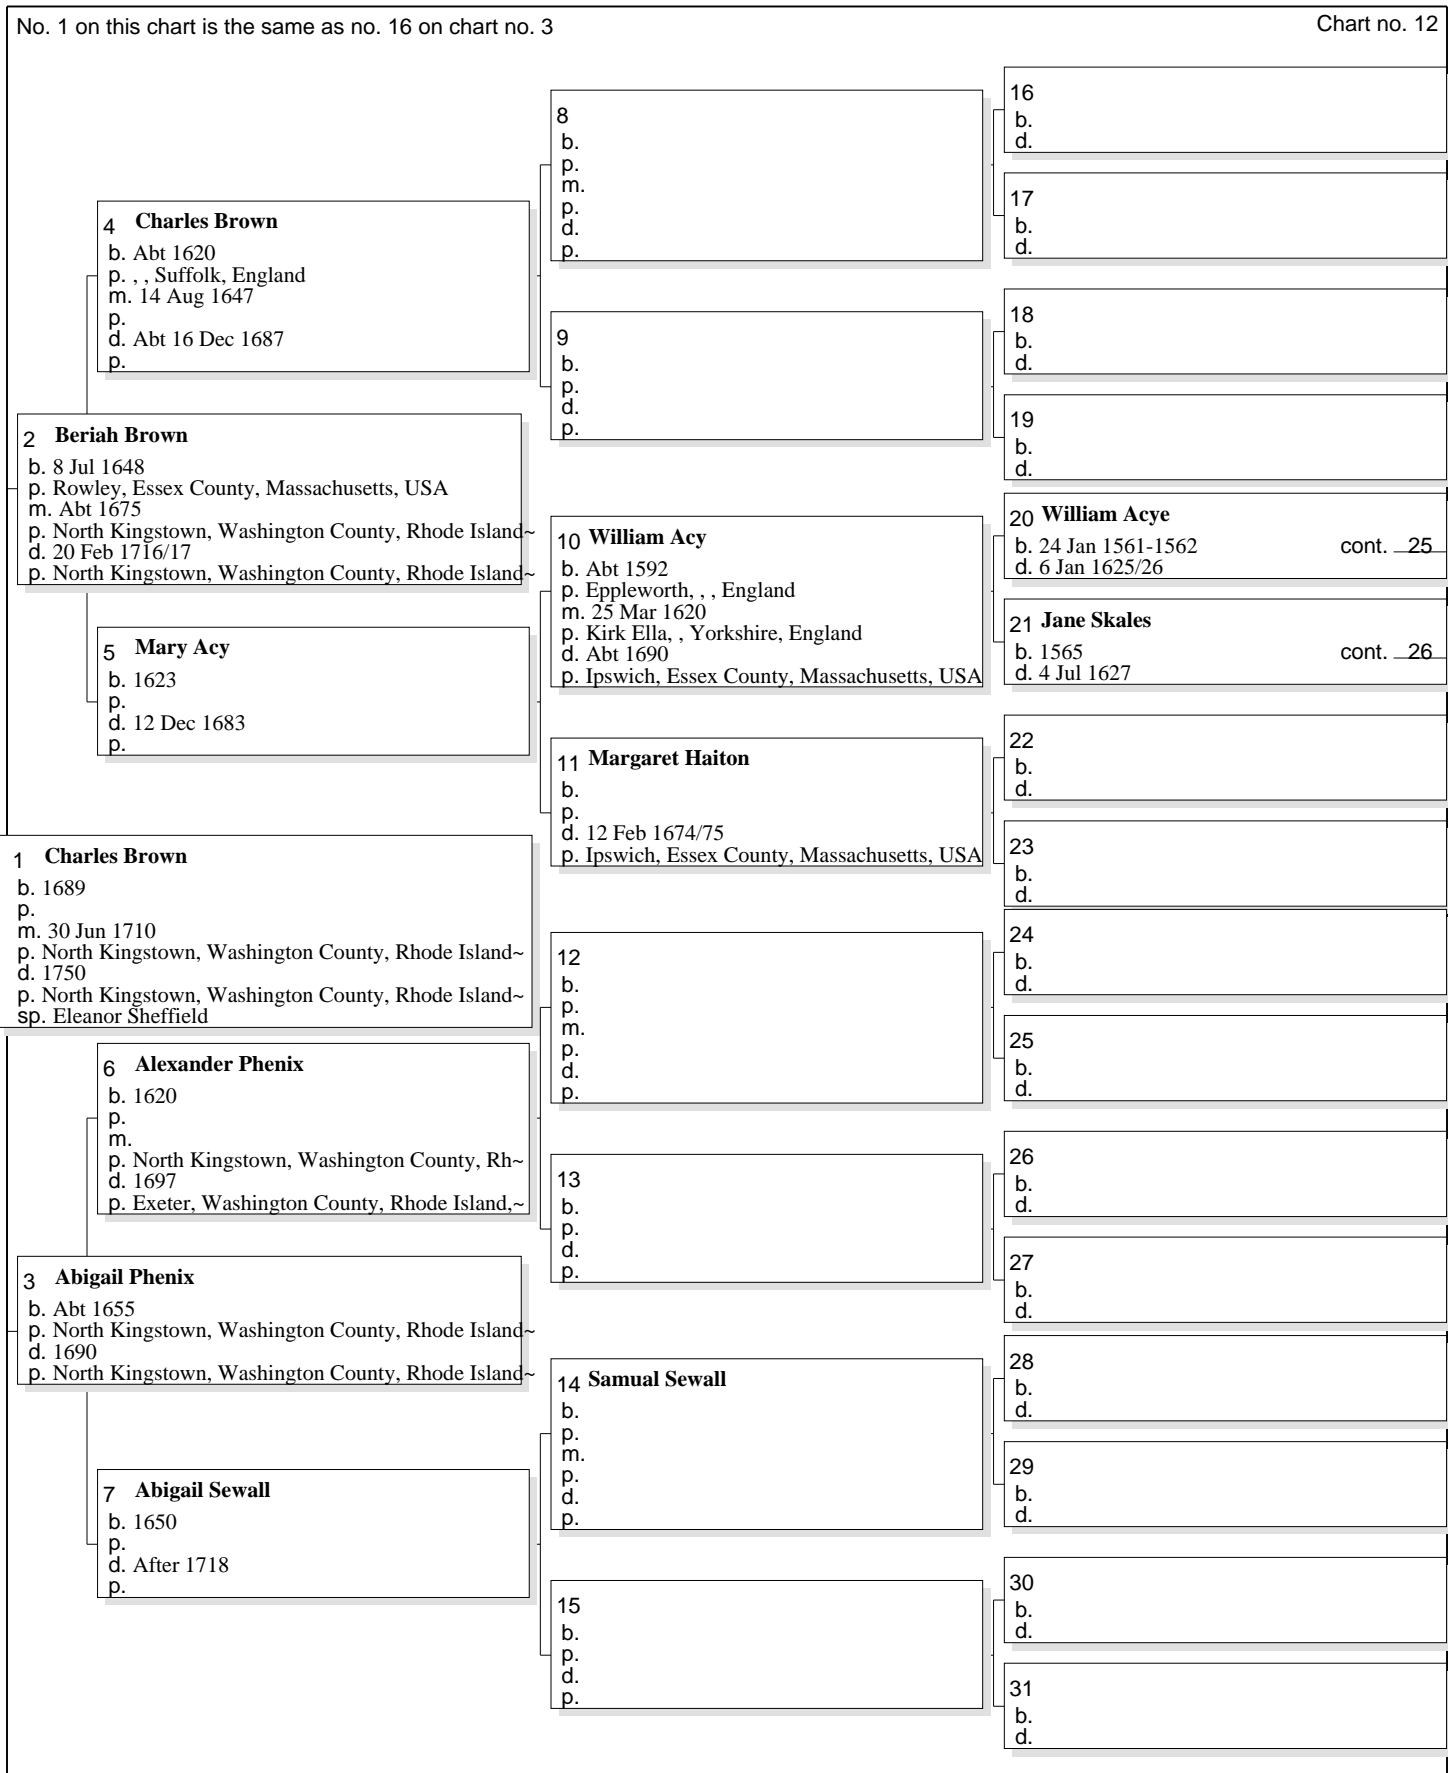 No. 1 on this chart is the same as no. 16 on chart no. 3
Chart no. 12
8
b.
p.
m.
p.
d.
p.
16
b.
d.
17
b.
d.
4 Charles Brown
b. Abt 1620
p. , , Suffolk, England
m. 14 Aug 1647
p.
d. Abt 16 Dec 1687
p.
9
b.
p.
d.
p.
18
b.
d.
19
b.
d.
2 Beriah Brown
b. 8 Jul 1648
p. Rowley, Essex County, Massachusetts, USA
m. Abt 1675
p. North Kingstown, Washington County, Rhode Island~
d. 20 Feb 1716/17
p. North Kingstown, Washington County, Rhode Island~
10 William Acy
b. Abt 1592
p. Eppleworth, , , England
m. 25 Mar 1620
p. Kirk Ella, , Yorkshire, England
d. Abt 1690
p. Ipswich, Essex County, Massachusetts, USA
20 William Acye
b. 24 Jan 1561-1562 cont. 25
d. 6 Jan 1625/26
21 Jane Skales
b. 1565 cont. 26
d. 4 Jul 1627
5 Mary Acy
b. 1623
p.
d. 12 Dec 1683
p.
11 Margaret Haiton
b.
p.
d. 12 Feb 1674/75
p. Ipswich, Essex County, Massachusetts, USA
22
b.
d.
23
b.
d.
1 Charles Brown
b. 1689
p.
m. 30 Jun 1710
p. North Kingstown, Washington County, Rhode Island~
d. 1750
p. North Kingstown, Washington County, Rhode Island~
sp. Eleanor Sheffield
12
b.
p.
m.
p.
d.
p.
24
b.
d.
25
b.
d.
6 Alexander Phenix
b. 1620
p.
m.
p. North Kingstown, Washington County, Rh~
d. 1697
p. Exeter, Washington County, Rhode Island,~
13
b.
p.
d.
p.
26
b.
d.
27
b.
d.
3 Abigail Phenix
b. Abt 1655
p. North Kingstown, Washington County, Rhode Island~
d. 1690
p. North Kingstown, Washington County, Rhode Island~
14 Samual Sewall
b.
p.
m.
p.
d.
p.
28
b.
d.
29
b.
d.
7 Abigail Sewall
b. 1650
p.
d. After 1718
p.
15
b.
p.
d.
p.
30
b.
d.
31
b.
d.